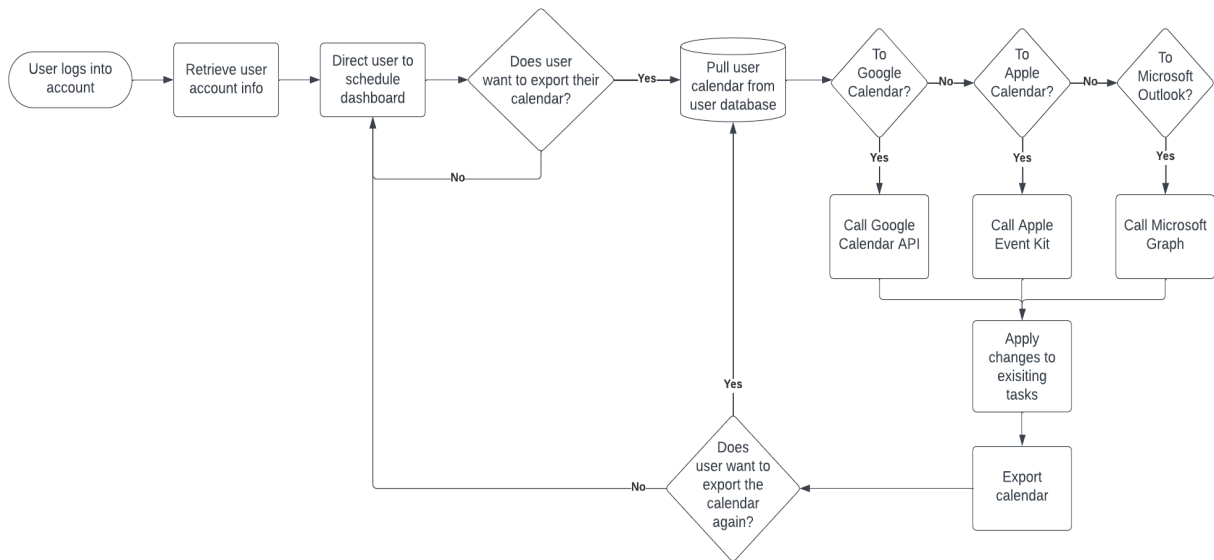 User logs into
account
Retrieve user
account info
Direct user to
schedule
dashboard
Does user
want to export their
calendar?
Yes
No
Pull user
calendar from
user database
To
Google
Calendar?
No
Yes
To
Apple
Calendar?
No
Yes
To
Microsoft
Outlook?
Yes
Call Google
Calendar API
Call Apple
Event Kit
Call Microsoft
Graph
Apply
changes to
exisiting
tasks
Export
calendar
Does
user want to
export the
calendar
again?
Yes
No